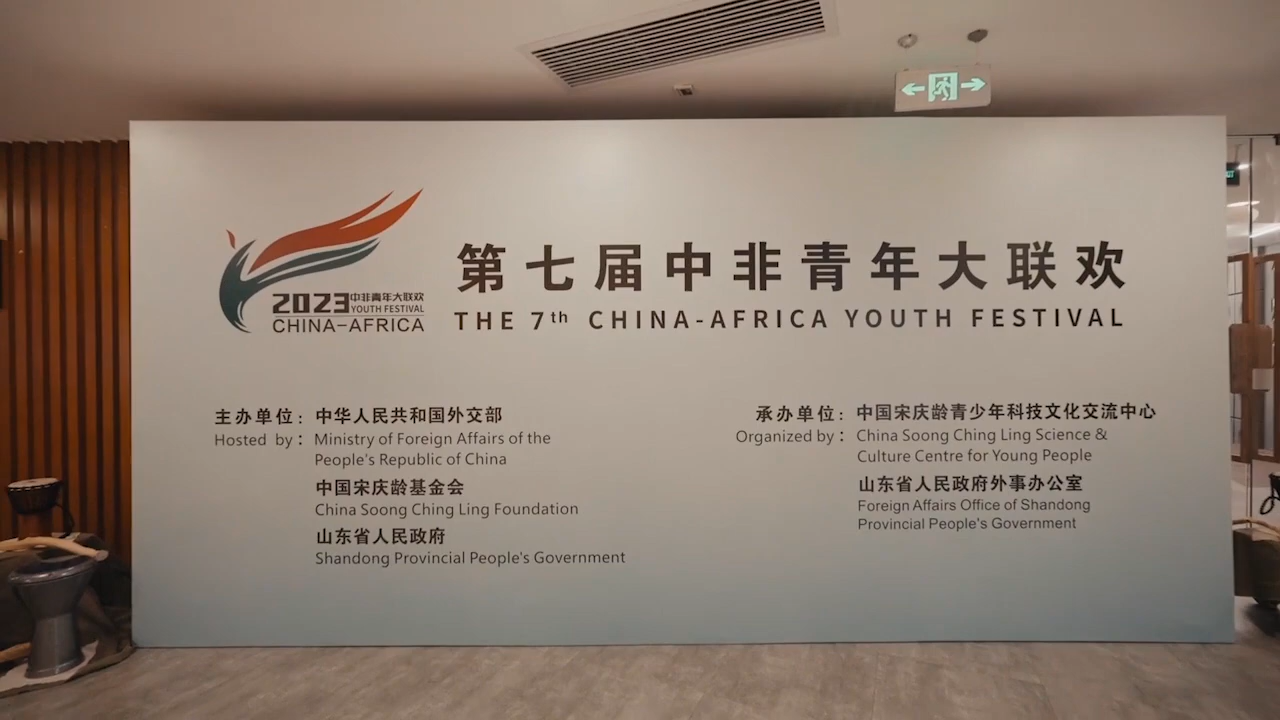 第七届中非青年大联欢
THE 7th CHINA-AFRICA YOUTH FESTIVAL
2023中非青年大联欢
YOUTH FESTIVAL
CHINA-AFRICA
主办单位：中华人民共和国外交部
Hosted by： Ministry of Foreign Affairs of the
People's Republic of China
中国宋庆龄基金会
China Soong Ching Ling Foundation
山东省人民政府
Shandong Provincial People's Government
承办单位：中国宋庆龄青少年科技文化交流中心
Organized by： China Soong Ching Ling Science &
Culture Centre for Young People
山东省人民政府外事办公室
Foreign Affairs Office of Shandong
Provincial People's Government